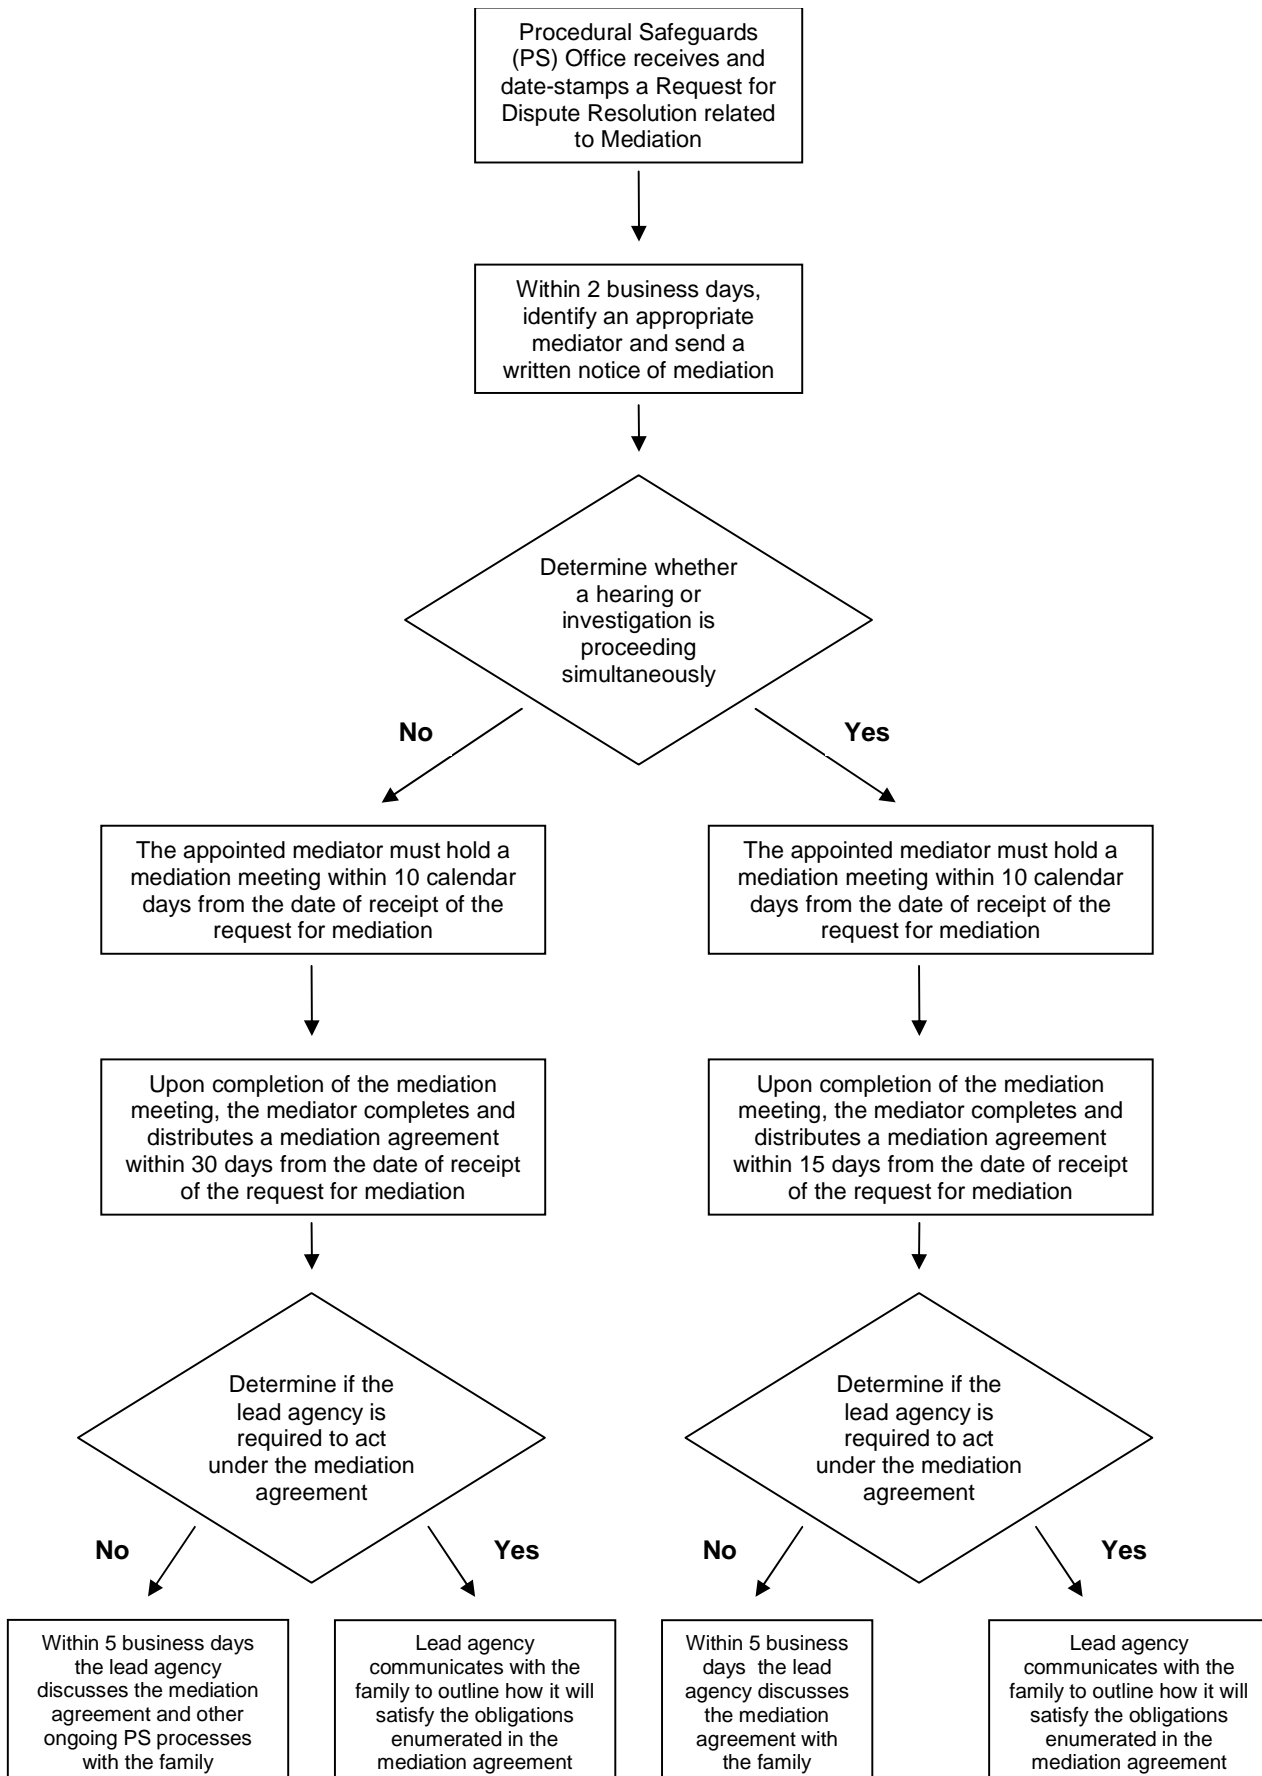 Procedural Safeguards
(PS) Office receives and
date-stamps a Request for
Dispute Resolution related
to Mediation
Within 2 business days,
identify an appropriate
mediator and send a
written notice of mediation
Determine whether
a hearing or
investigation is
proceeding
simultaneously
No
Yes
The appointed mediator must hold a
mediation meeting within 10 calendar
days from the date of receipt of the
request for mediation
The appointed mediator must hold a
mediation meeting within 10 calendar
days from the date of receipt of the
request for mediation
Upon completion of the mediation
meeting, the mediator completes and
distributes a mediation agreement
within 30 days from the date of receipt
of the request for mediation
Upon completion of the mediation
meeting, the mediator completes and
distributes a mediation agreement
within 15 days from the date of receipt
of the request for mediation
Determine if the
lead agency is
required to act
under the mediation
agreement
Determine if the
lead agency is
required to act
under the mediation
agreement
No
Yes
No
Yes
Within 5 business days
the lead agency
discusses the mediation
agreement and other
ongoing PS processes
with the family
Lead agency
communicates with the
family to outline how it will
satisfy the obligations
enumerated in the
mediation agreement
Within 5 business
days the lead
agency discusses
the mediation
agreement with
the family
Lead agency
communicates with the
family to outline how it will
satisfy the obligations
enumerated in the
mediation agreement